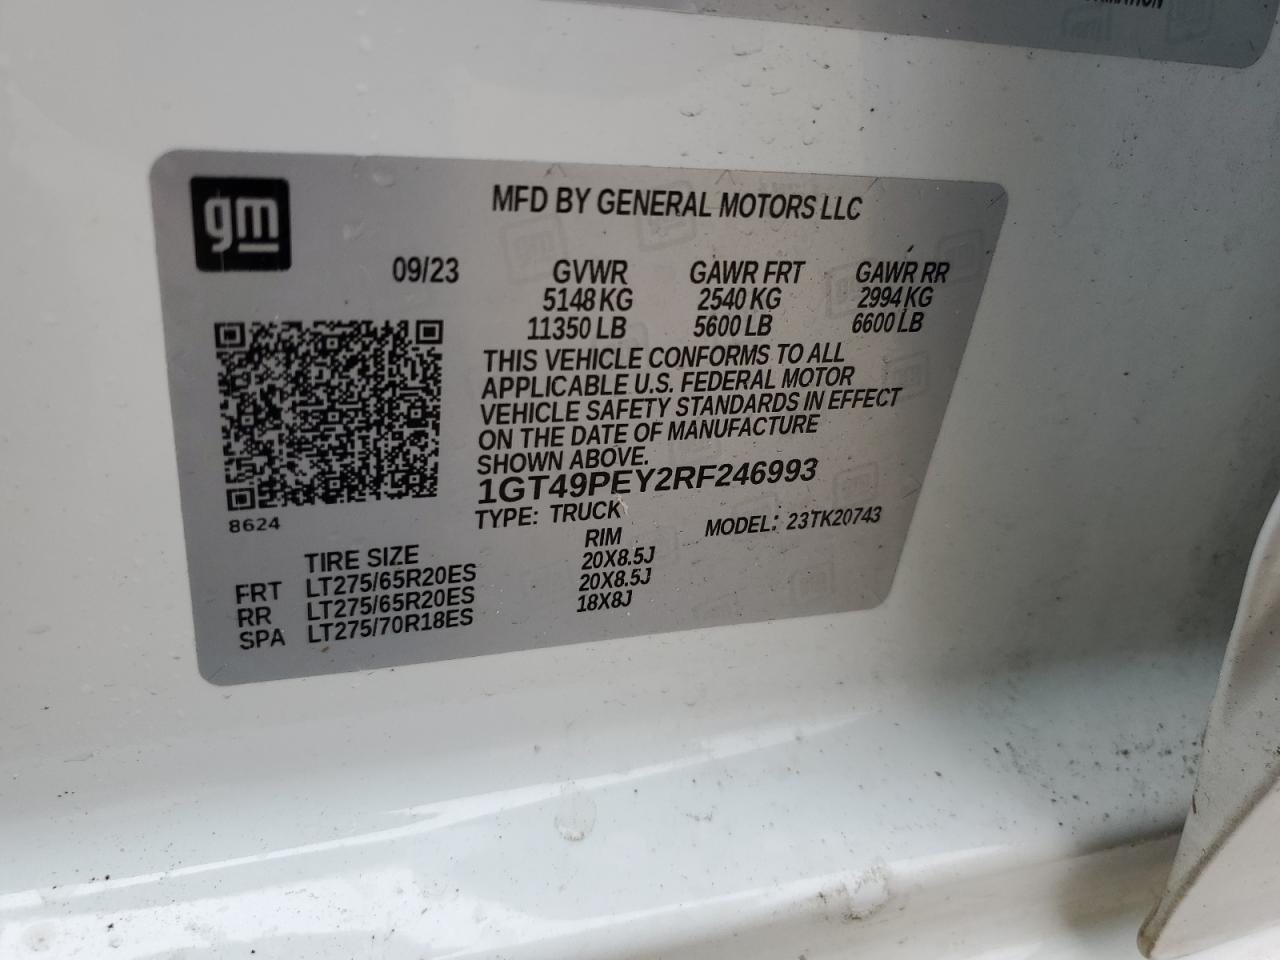 gm
MFD BY GENERAL MOTORS LLC
09/23 GVWR GAWR FRT GAWR RR
5148 KG 2540 KG 2994 KG
11350 LB 5600 LB 6600 LB
THIS VEHICLE CONFORMS TO ALL
APPLICABLE U.S. FEDERAL MOTOR
VEHICLE SAFETY STANDARDS IN EFFECT
ON THE DATE OF MANUFACTURE
SHOWN ABOVE.
1GT49PEY2RF246993
8624
TYPE: TRUCK MODEL: 23TK20743
TIRE SIZE RIM
FRT LT275/65R20ES 20X8.5J
RR LT275/65R20ES 20X8.5J
SPA LT275/70R18ES 18X8J